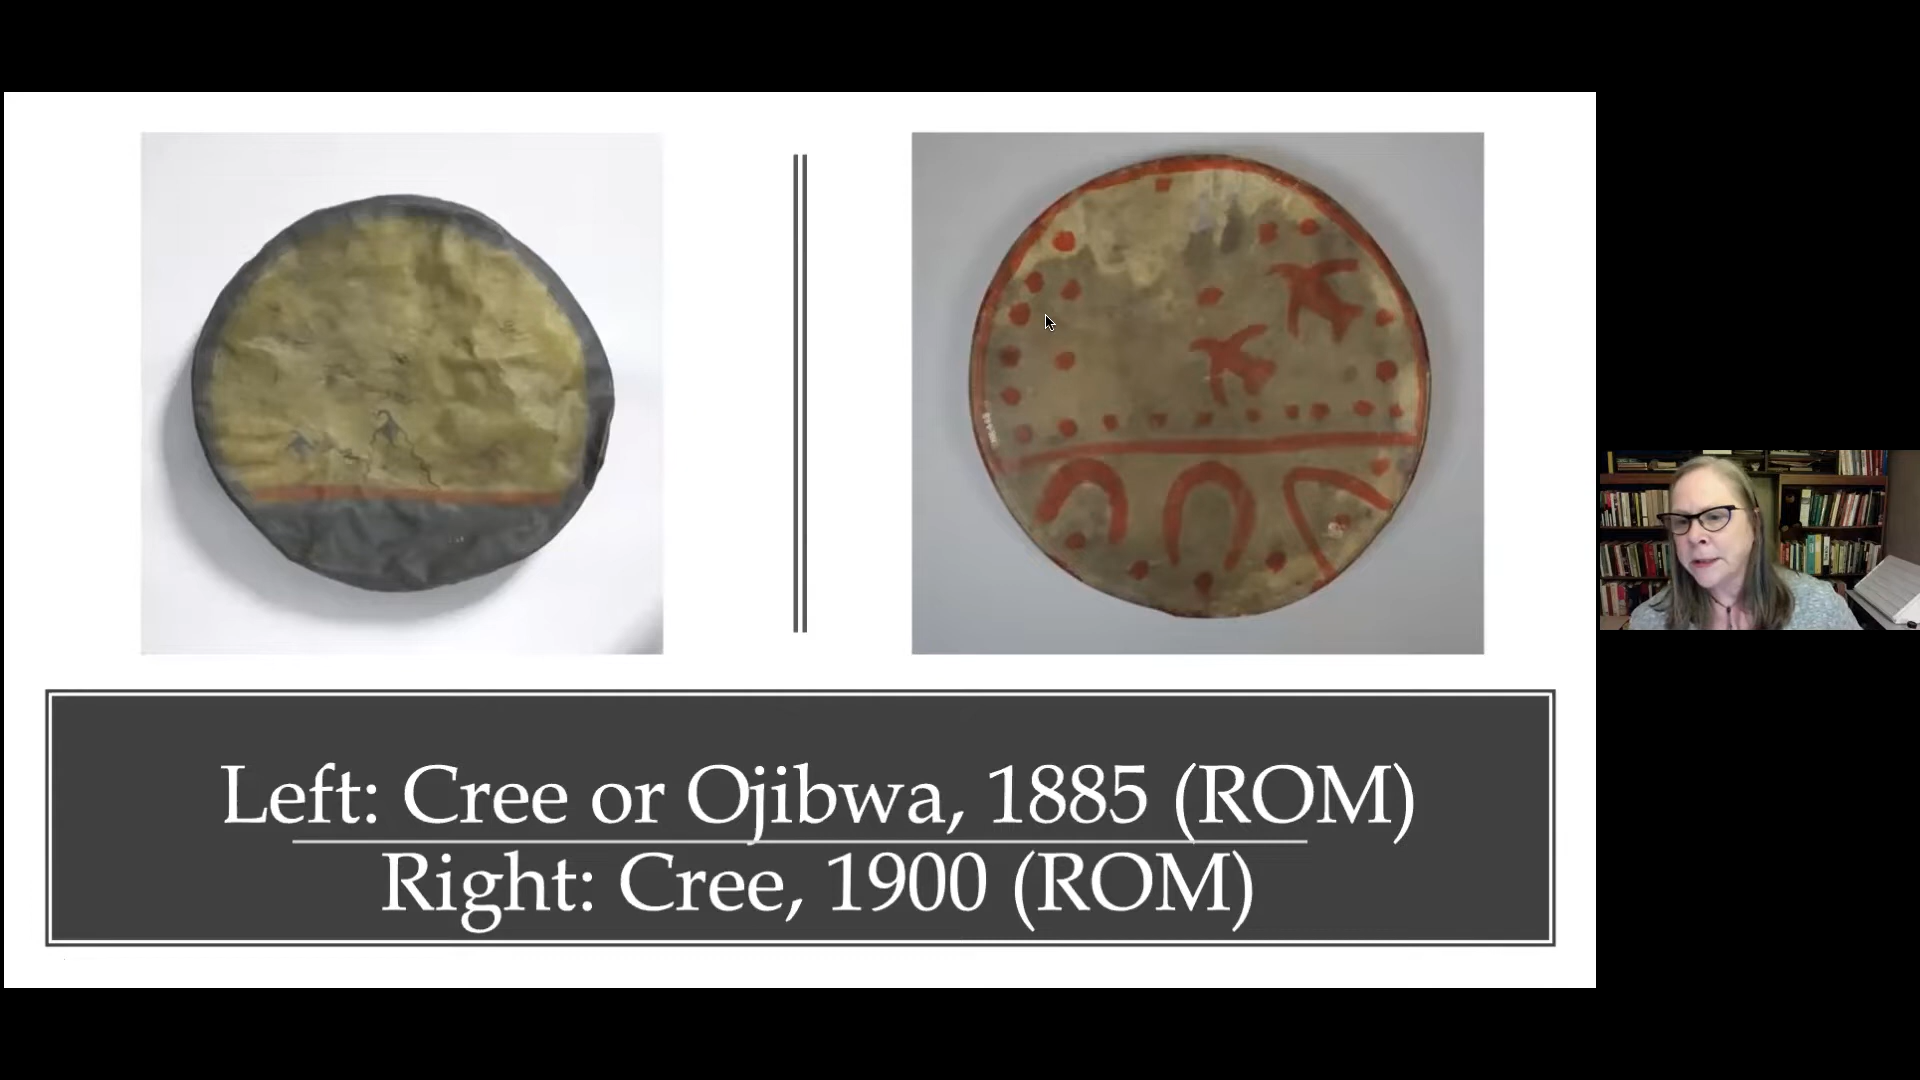 Left: Cree or Ojibwa, 1885 (ROM)
Right: Cree, 1900 (ROM)